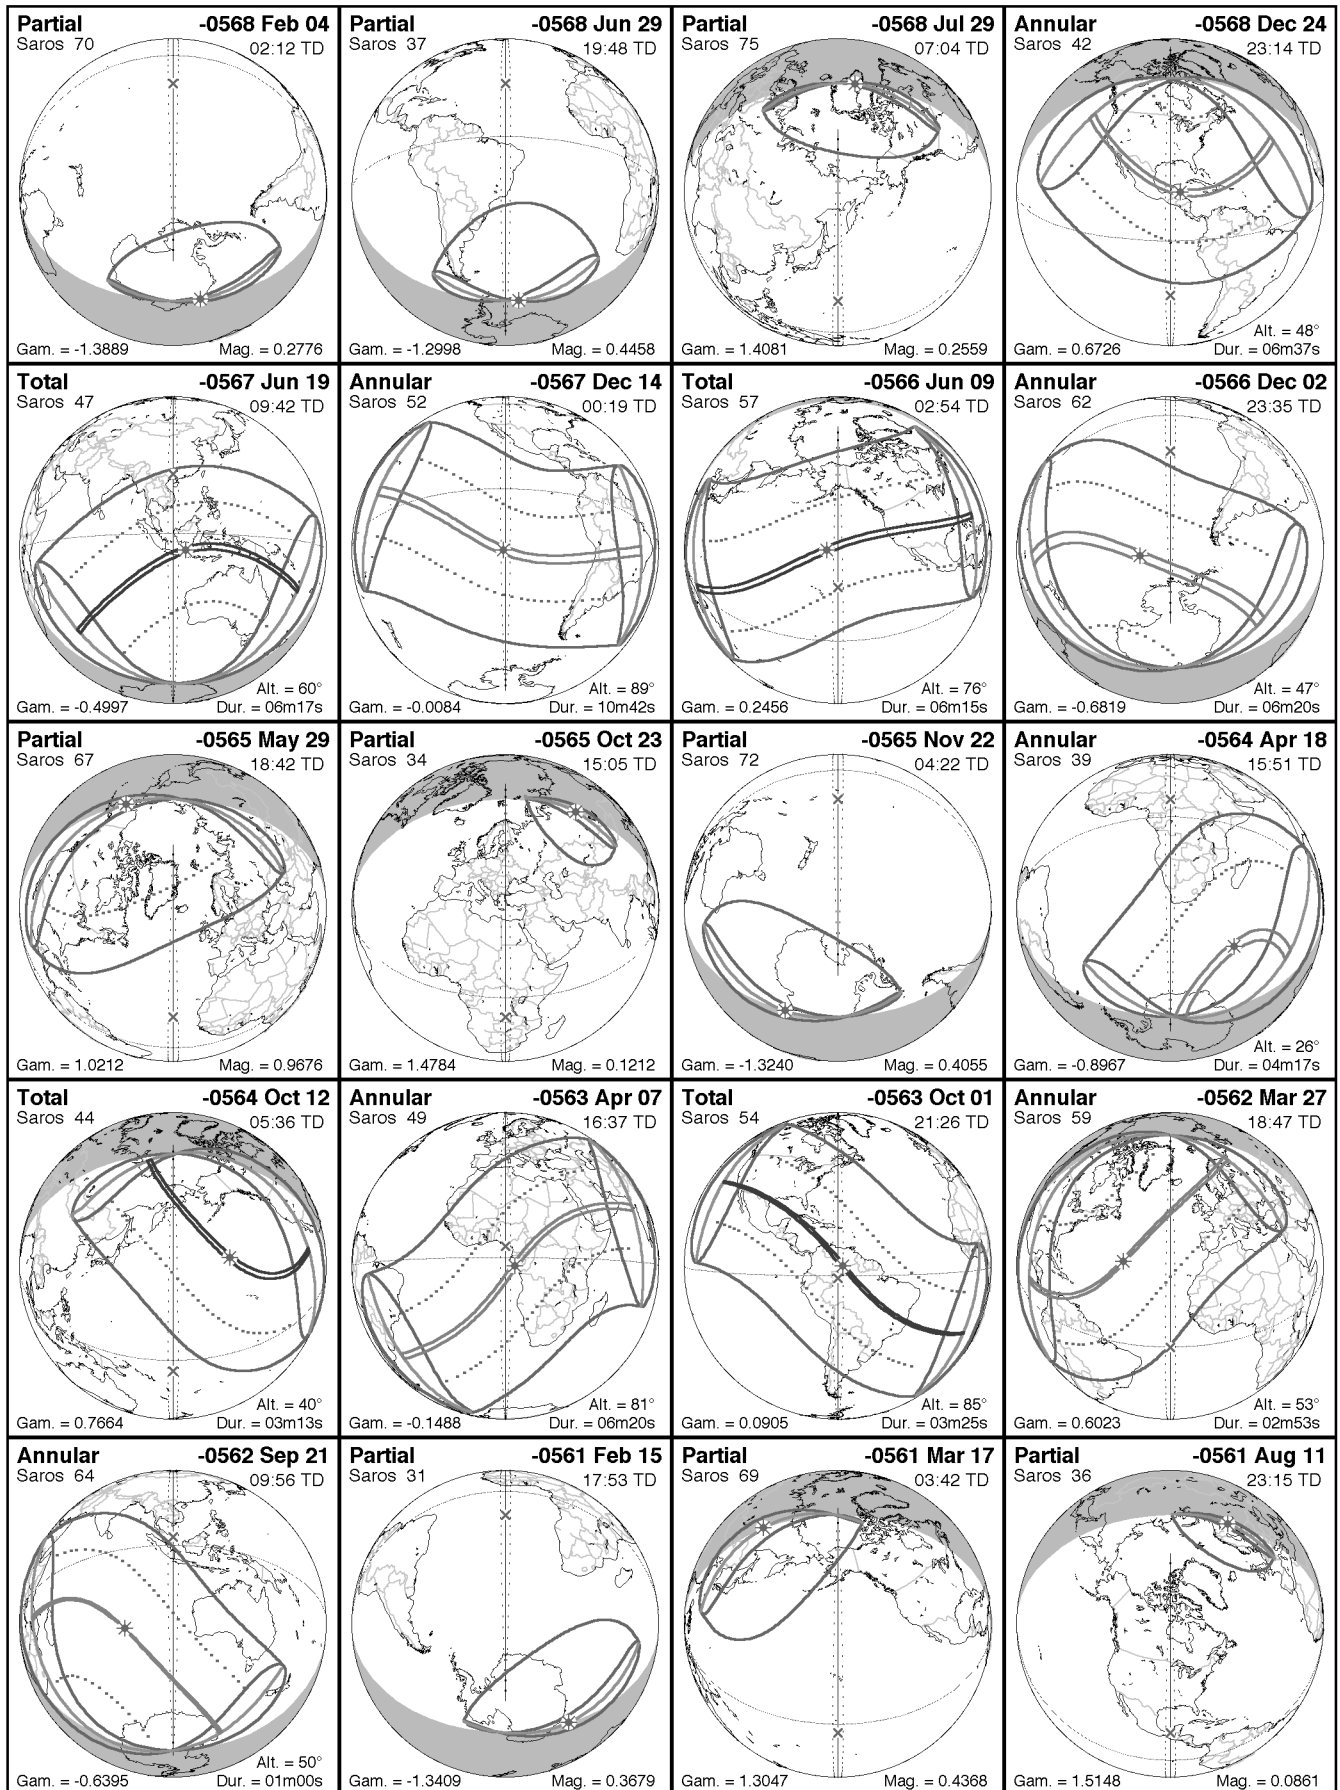 Partial -0568 Feb 04
Saros 70 02:12 TD
Gam. = -1.3889 Mag. = 0.2776
Partial -0568 Jun 29
Saros 37 19:48 TD
Gam. = -1.2998 Mag. = 0.4458
Partial -0568 Jul 29
Saros 75 07:04 TD
Gam. = 1.4081 Mag. = 0.2559
Annular -0568 Dec 24
Saros 42 23:14 TD
Alt. = 48°
Gam. = 0.6726 Dur. = 06m37s
Total -0567 Jun 19
Saros 47 09:42 TD
Alt. = 60°
Gam. = -0.4997 Dur. = 06m17s
Annular -0567 Dec 14
Saros 52 00:19 TD
Alt. = 89°
Gam. = -0.0084 Dur. = 10m42s
Total -0566 Jun 09
Saros 57 02:54 TD
Alt. = 76°
Gam. = 0.2456 Dur. = 06m15s
Annular -0566 Dec 02
Saros 62 23:35 TD
Alt. = 47°
Gam. = -0.6819 Dur. = 06m20s
Partial -0565 May 29
Saros 67 18:42 TD
Gam. = 1.0212 Mag. = 0.9676
Partial -0565 Oct 23
Saros 34 15:05 TD
Gam. = 1.4784 Mag. = 0.1212
Partial -0565 Nov 22
Saros 72 04:22 TD
Gam. = -1.3240 Mag. = 0.4055
Annular -0564 Apr 18
Saros 39 15:51 TD
Alt. = 26°
Gam. = -0.8967 Dur. = 04m17s
Total -0564 Oct 12
Saros 44 05:36 TD
Alt. = 40°
Gam. = 0.7664 Dur. = 03m13s
Annular -0563 Apr 07
Saros 49 16:37 TD
Alt. = 81°
Gam. = -0.1488 Dur. = 06m20s
Total -0563 Oct 01
Saros 54 21:26 TD
Alt. = 85°
Gam. = 0.0905 Dur. = 03m25s
Annular -0562 Mar 27
Saros 59 18:47 TD
Alt. = 53°
Gam. = 0.6023 Dur. = 02m53s
Annular -0562 Sep 21
Saros 64 09:56 TD
Alt. = 50°
Gam. = -0.6395 Dur. = 01m00s
Partial -0561 Feb 15
Saros 31 17:53 TD
Gam. = -1.3409 Mag. = 0.3679
Partial -0561 Mar 17
Saros 69 03:42 TD
Gam. = 1.3047 Mag. = 0.4368
Partial -0561 Aug 11
Saros 36 23:15 TD
Gam. = 1.5148 Mag. = 0.0861